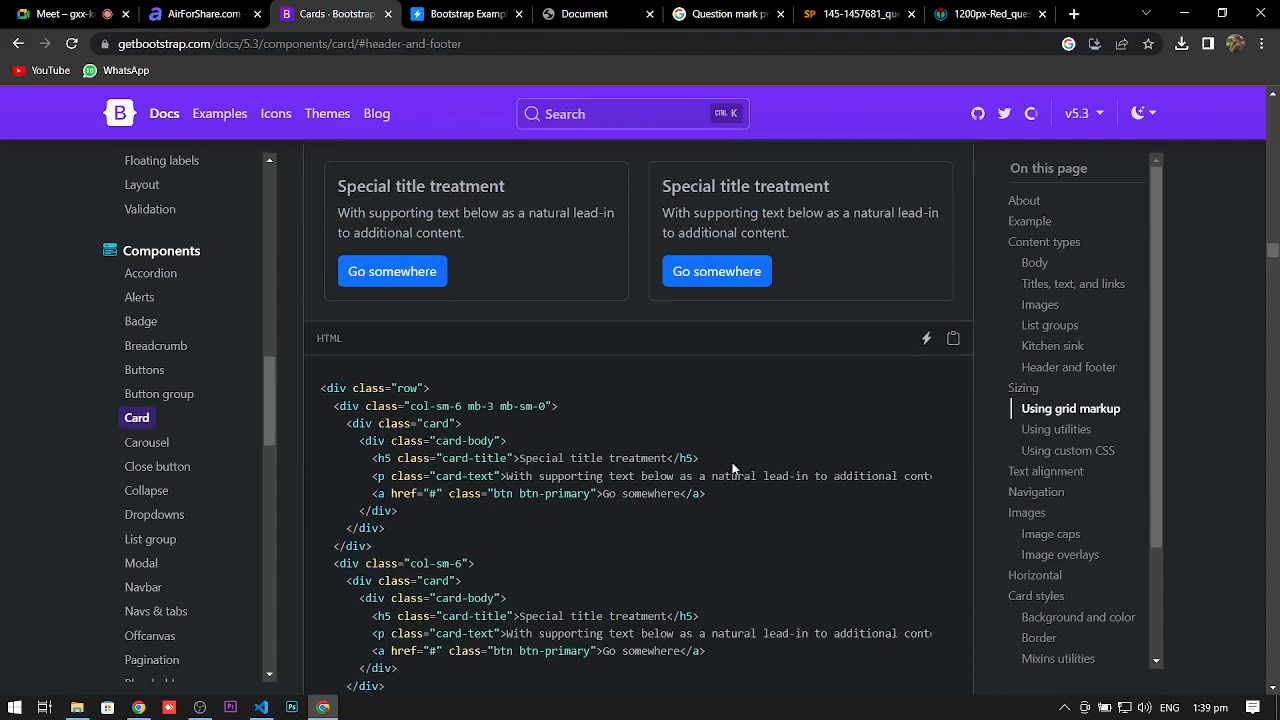 Meet – gxx-k
AirForShare.com
Cards · Bootstrap
Bootstrap Exampl
Document
Question mark p
145-1457681_qu
1200px-Red_ques
getbootstrap.com/docs/5.3/components/card/#header-and-footer
YouTube
WhatsApp
B
Docs
Examples
Icons
Themes
Blog
Search
CTRL K
v5.3
Floating labels
Layout
Validation
Components
Accordion
Alerts
Badge
Breadcrumb
Buttons
Button group
Card
Carousel
Close button
Collapse
Dropdowns
List group
Modal
Navbar
Navs & tabs
Offcanvas
Pagination
Special title treatment
With supporting text below as a natural lead-in
to additional content.
Go somewhere
Special title treatment
With supporting text below as a natural lead-in
to additional content.
Go somewhere
HTML
<div class="row">
<div class="col-sm-6 mb-3 mb-sm-0">
<div class="card">
<div class="card-body">
<h5 class="card-title">Special title treatment</h5>
<p class="card-text">With supporting text below as a natural lead-in to additional cont
<a href="#" class="btn btn-primary">Go somewhere</a>
</div>
</div>
</div>
<div class="col-sm-6">
<div class="card">
<div class="card-body">
<h5 class="card-title">Special title treatment</h5>
<p class="card-text">With supporting text below as a natural lead-in to additional cont
<a href="#" class="btn btn-primary">Go somewhere</a>
</div>
</div>
On this page
About
Example
Content types
Body
Titles, text, and links
Images
List groups
Kitchen sink
Header and footer
Sizing
Using grid markup
Using utilities
Using custom CSS
Text alignment
Navigation
Images
Image caps
Image overlays
Horizontal
Card styles
Background and color
Border
Mixins utilities
Pr
Ps
ENG
1:39 pm